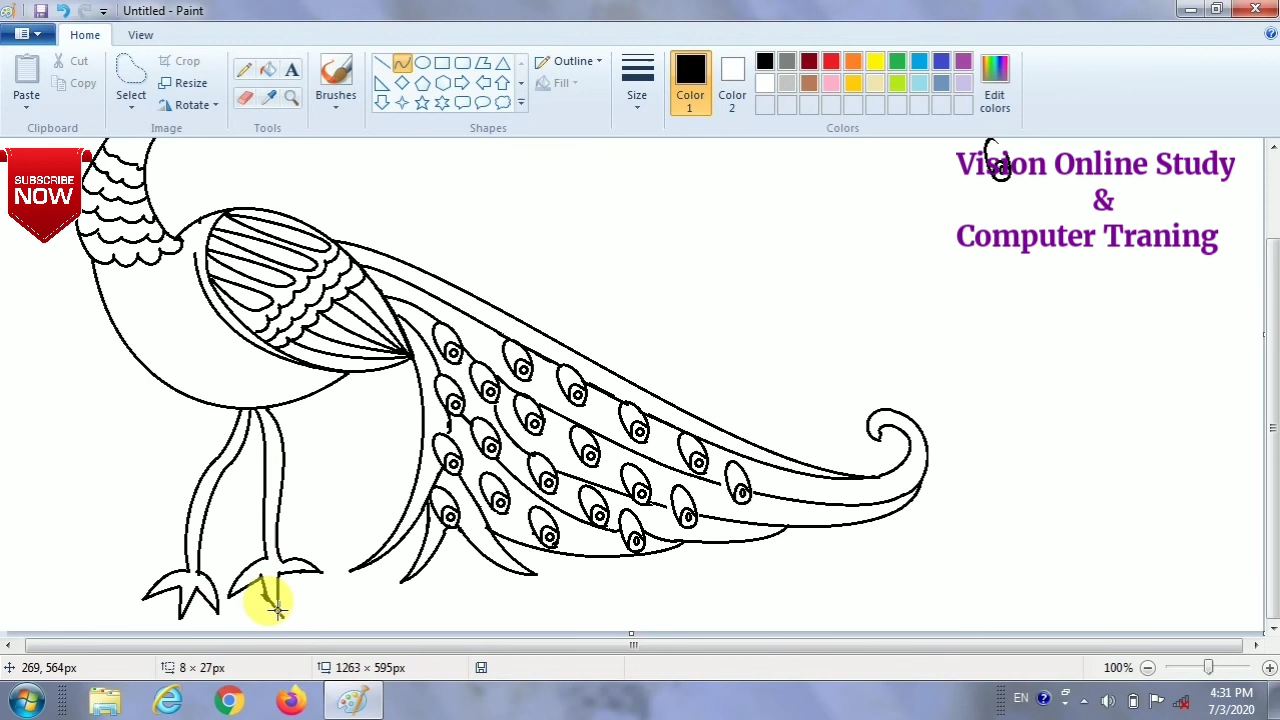 Untitled - Paint
Home
View
Paste
Cut
Copy
Clipboard
Select
Crop
Resize
Rotate
Image
A
Tools
Brushes
Outline
Fill
Shapes
Size
Color
1
Color
2
Edit
colors
Colors
SUBSCRIBE
NOW
Vision Online Study
&
Computer Traning
269, 564px
8 × 27px
1263 × 595px
100%
EN
4:31 PM
7/3/2020